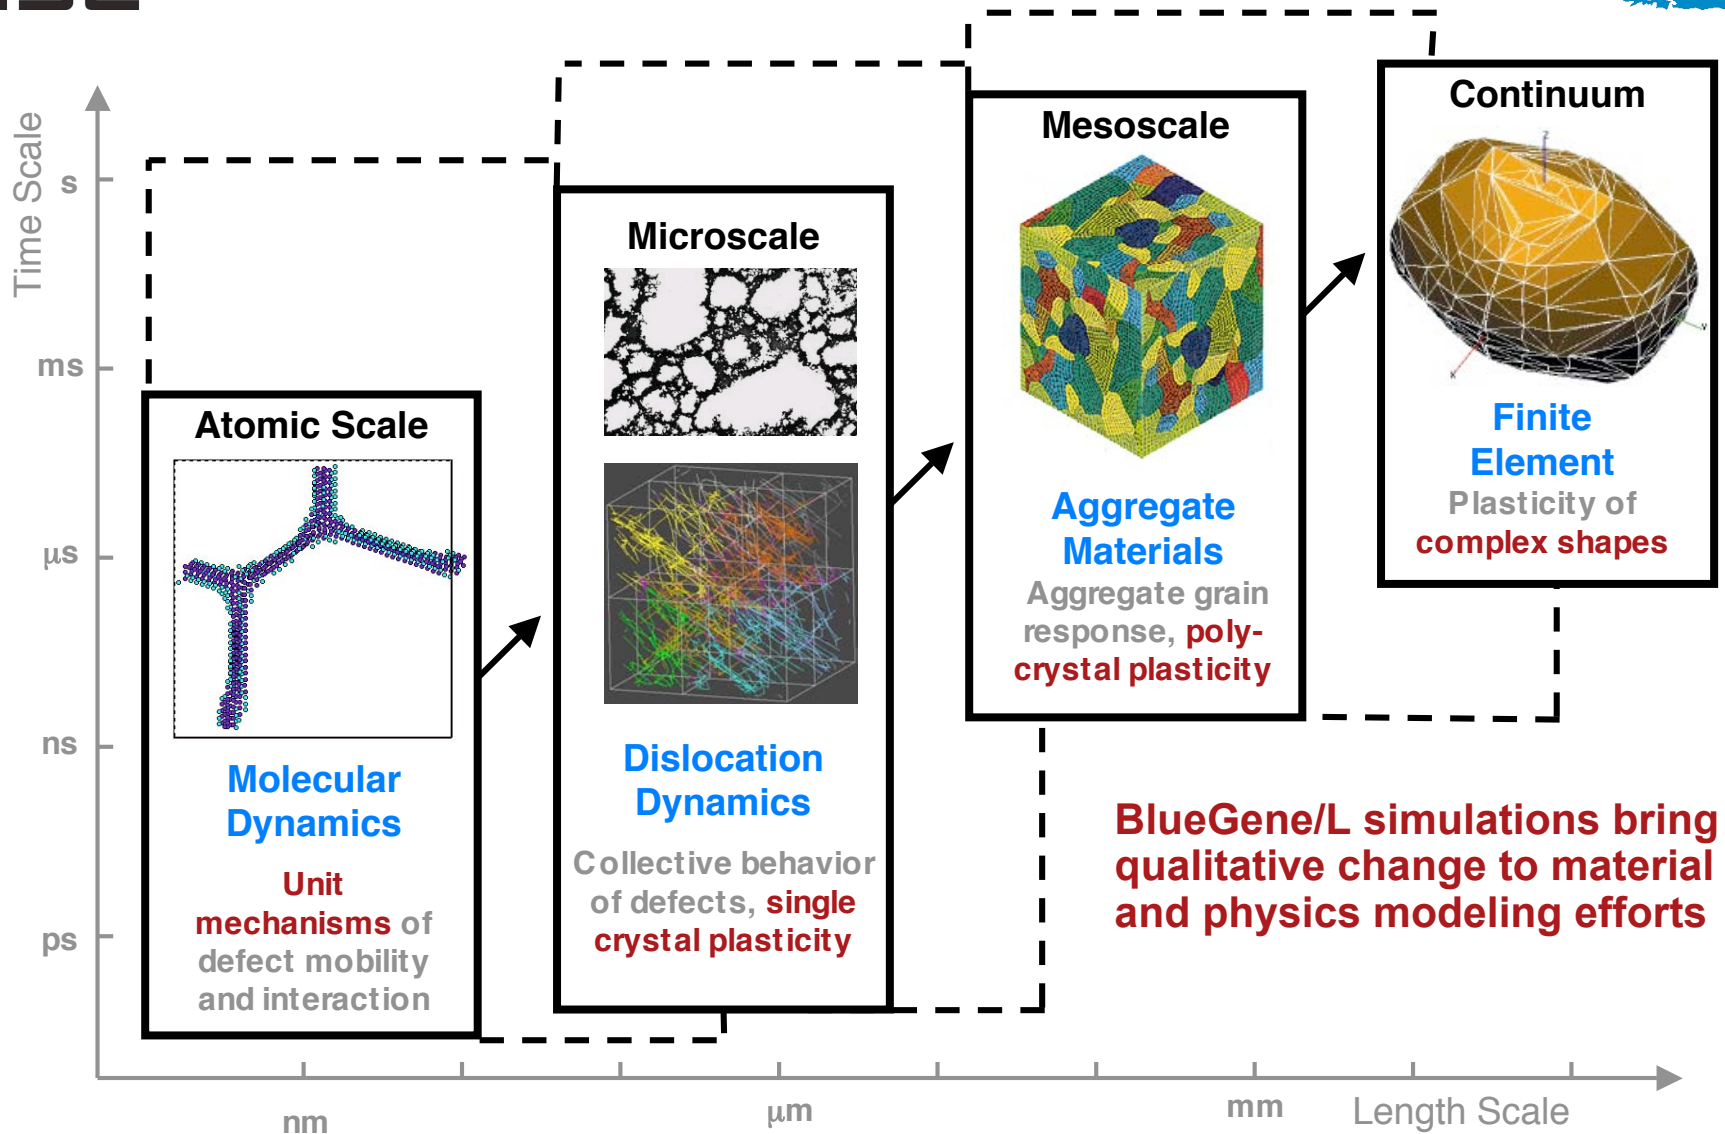 Time Scale
s
ms
μs
ns
ps
Atomic Scale
Molecular
Dynamics
Unit
mechanisms of
defect mobility
and interaction
Microscale
Dislocation
Dynamics
Collective behavior
of defects, single
crystal plasticity
Mesoscale
Aggregate
Materials
Aggregate grain
response, poly-
crystal plasticity
Continuum
z
y
x
Finite
Element
Plasticity of
complex shapes
BlueGene/L simulations bring
qualitative change to material
and physics modeling efforts
nm
μm
mm
Length Scale